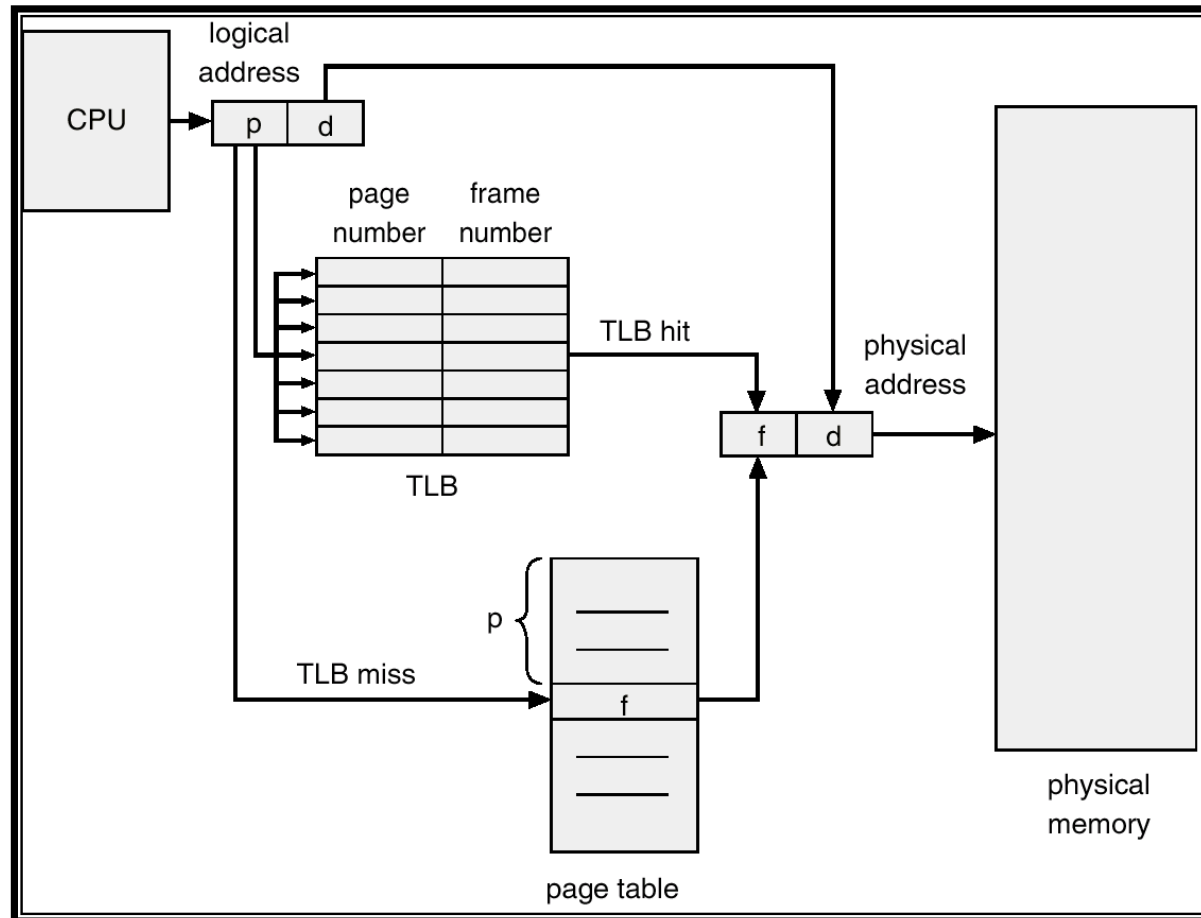 logical
address
CPU
p
d
page
number
frame
number
TLB hit
physical
address
f
d
TLB
p
TLB miss
f
page table
physical
memory